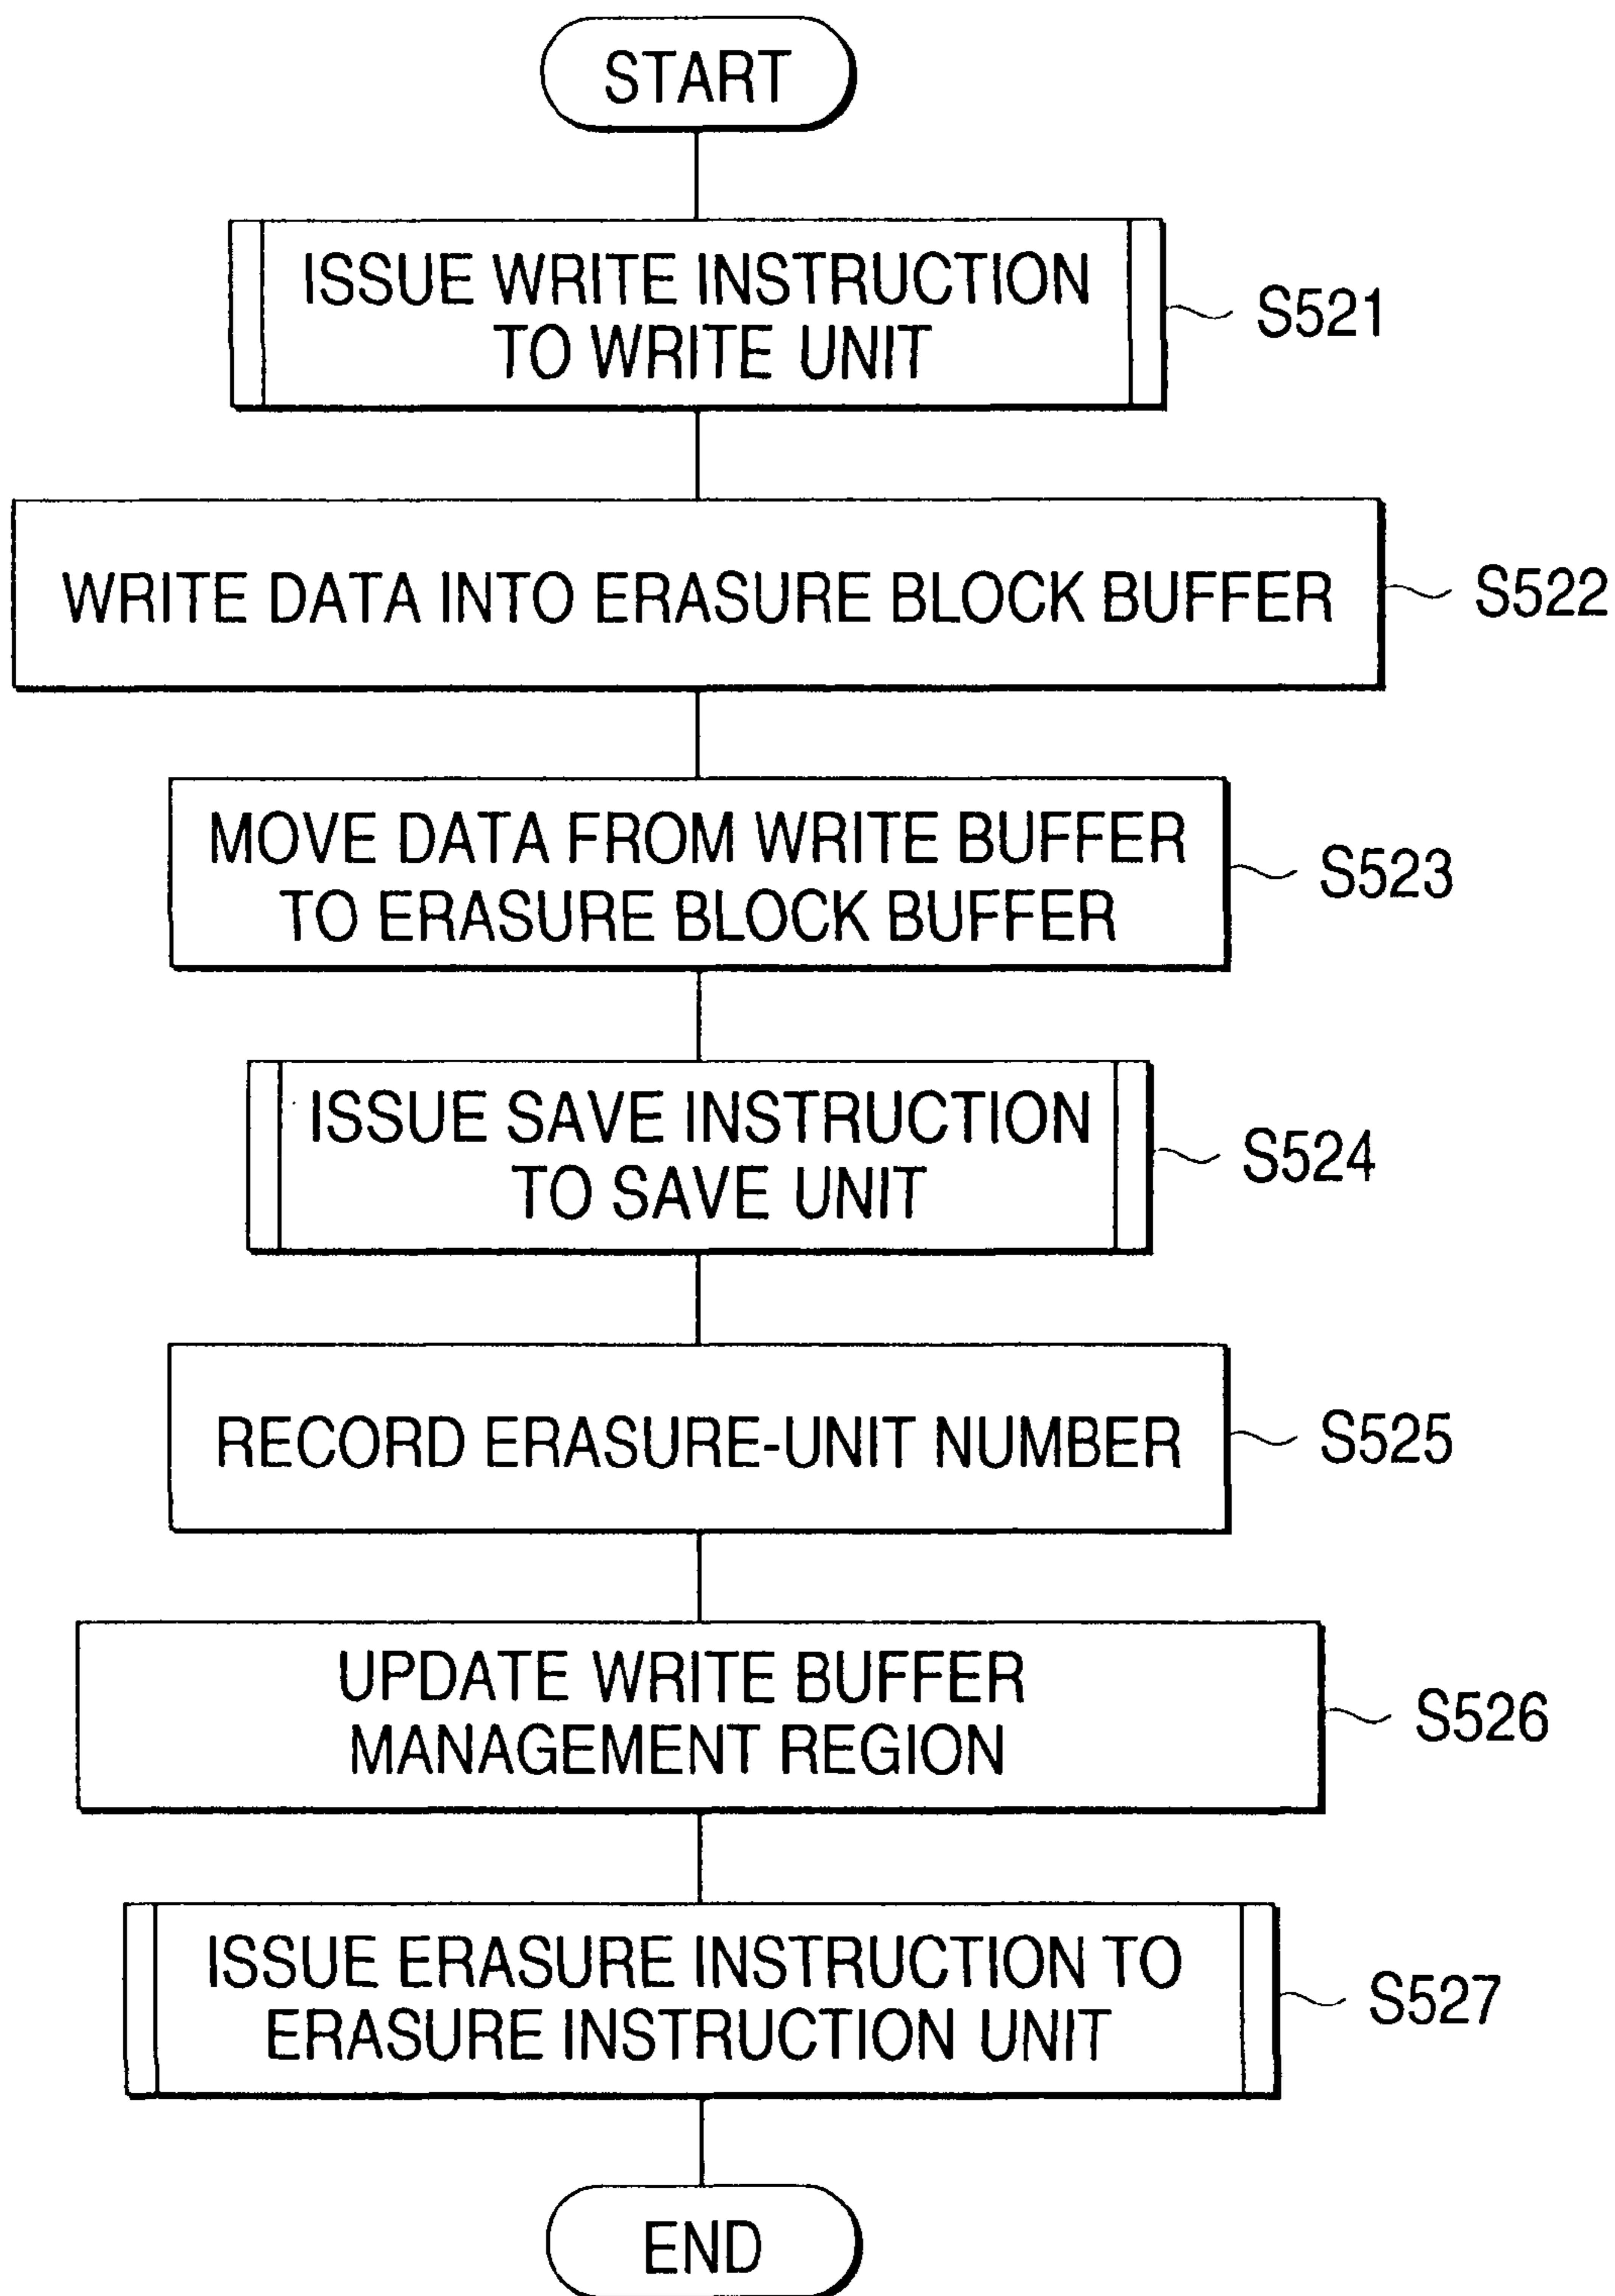 START
ISSUE WRITE INSTRUCTION
TO WRITE UNIT
S521
WRITE DATA INTO ERASURE BLOCK BUFFER
S522
MOVE DATA FROM WRITE BUFFER
TO ERASURE BLOCK BUFFER
S523
ISSUE SAVE INSTRUCTION
TO SAVE UNIT
S524
RECORD ERASURE-UNIT NUMBER
S525
UPDATE WRITE BUFFER
MANAGEMENT REGION
S526
ISSUE ERASURE INSTRUCTION TO
ERASURE INSTRUCTION UNIT
S527
END